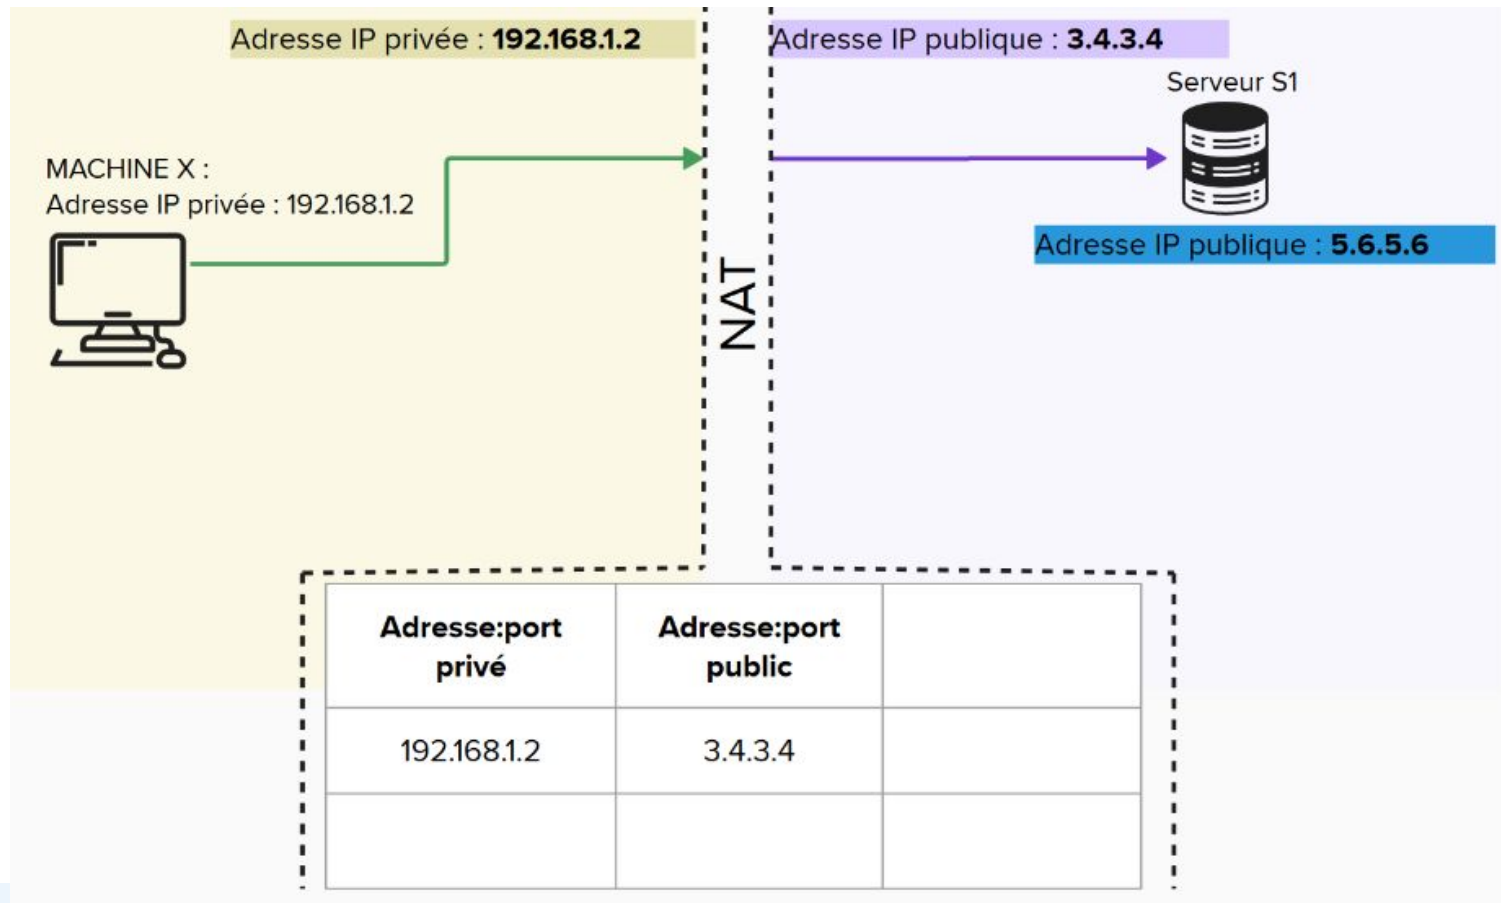 Adresse IP privée : 192.168.1.2
Adresse IP publique : 3.4.3.4
Serveur S1
MACHINE X :
Adresse IP privée : 192.168.1.2
Adresse IP publique : 5.6.5.6
NAT
Adresse:port
privé
Adresse:port
public
192.168.1.2
3.4.3.4